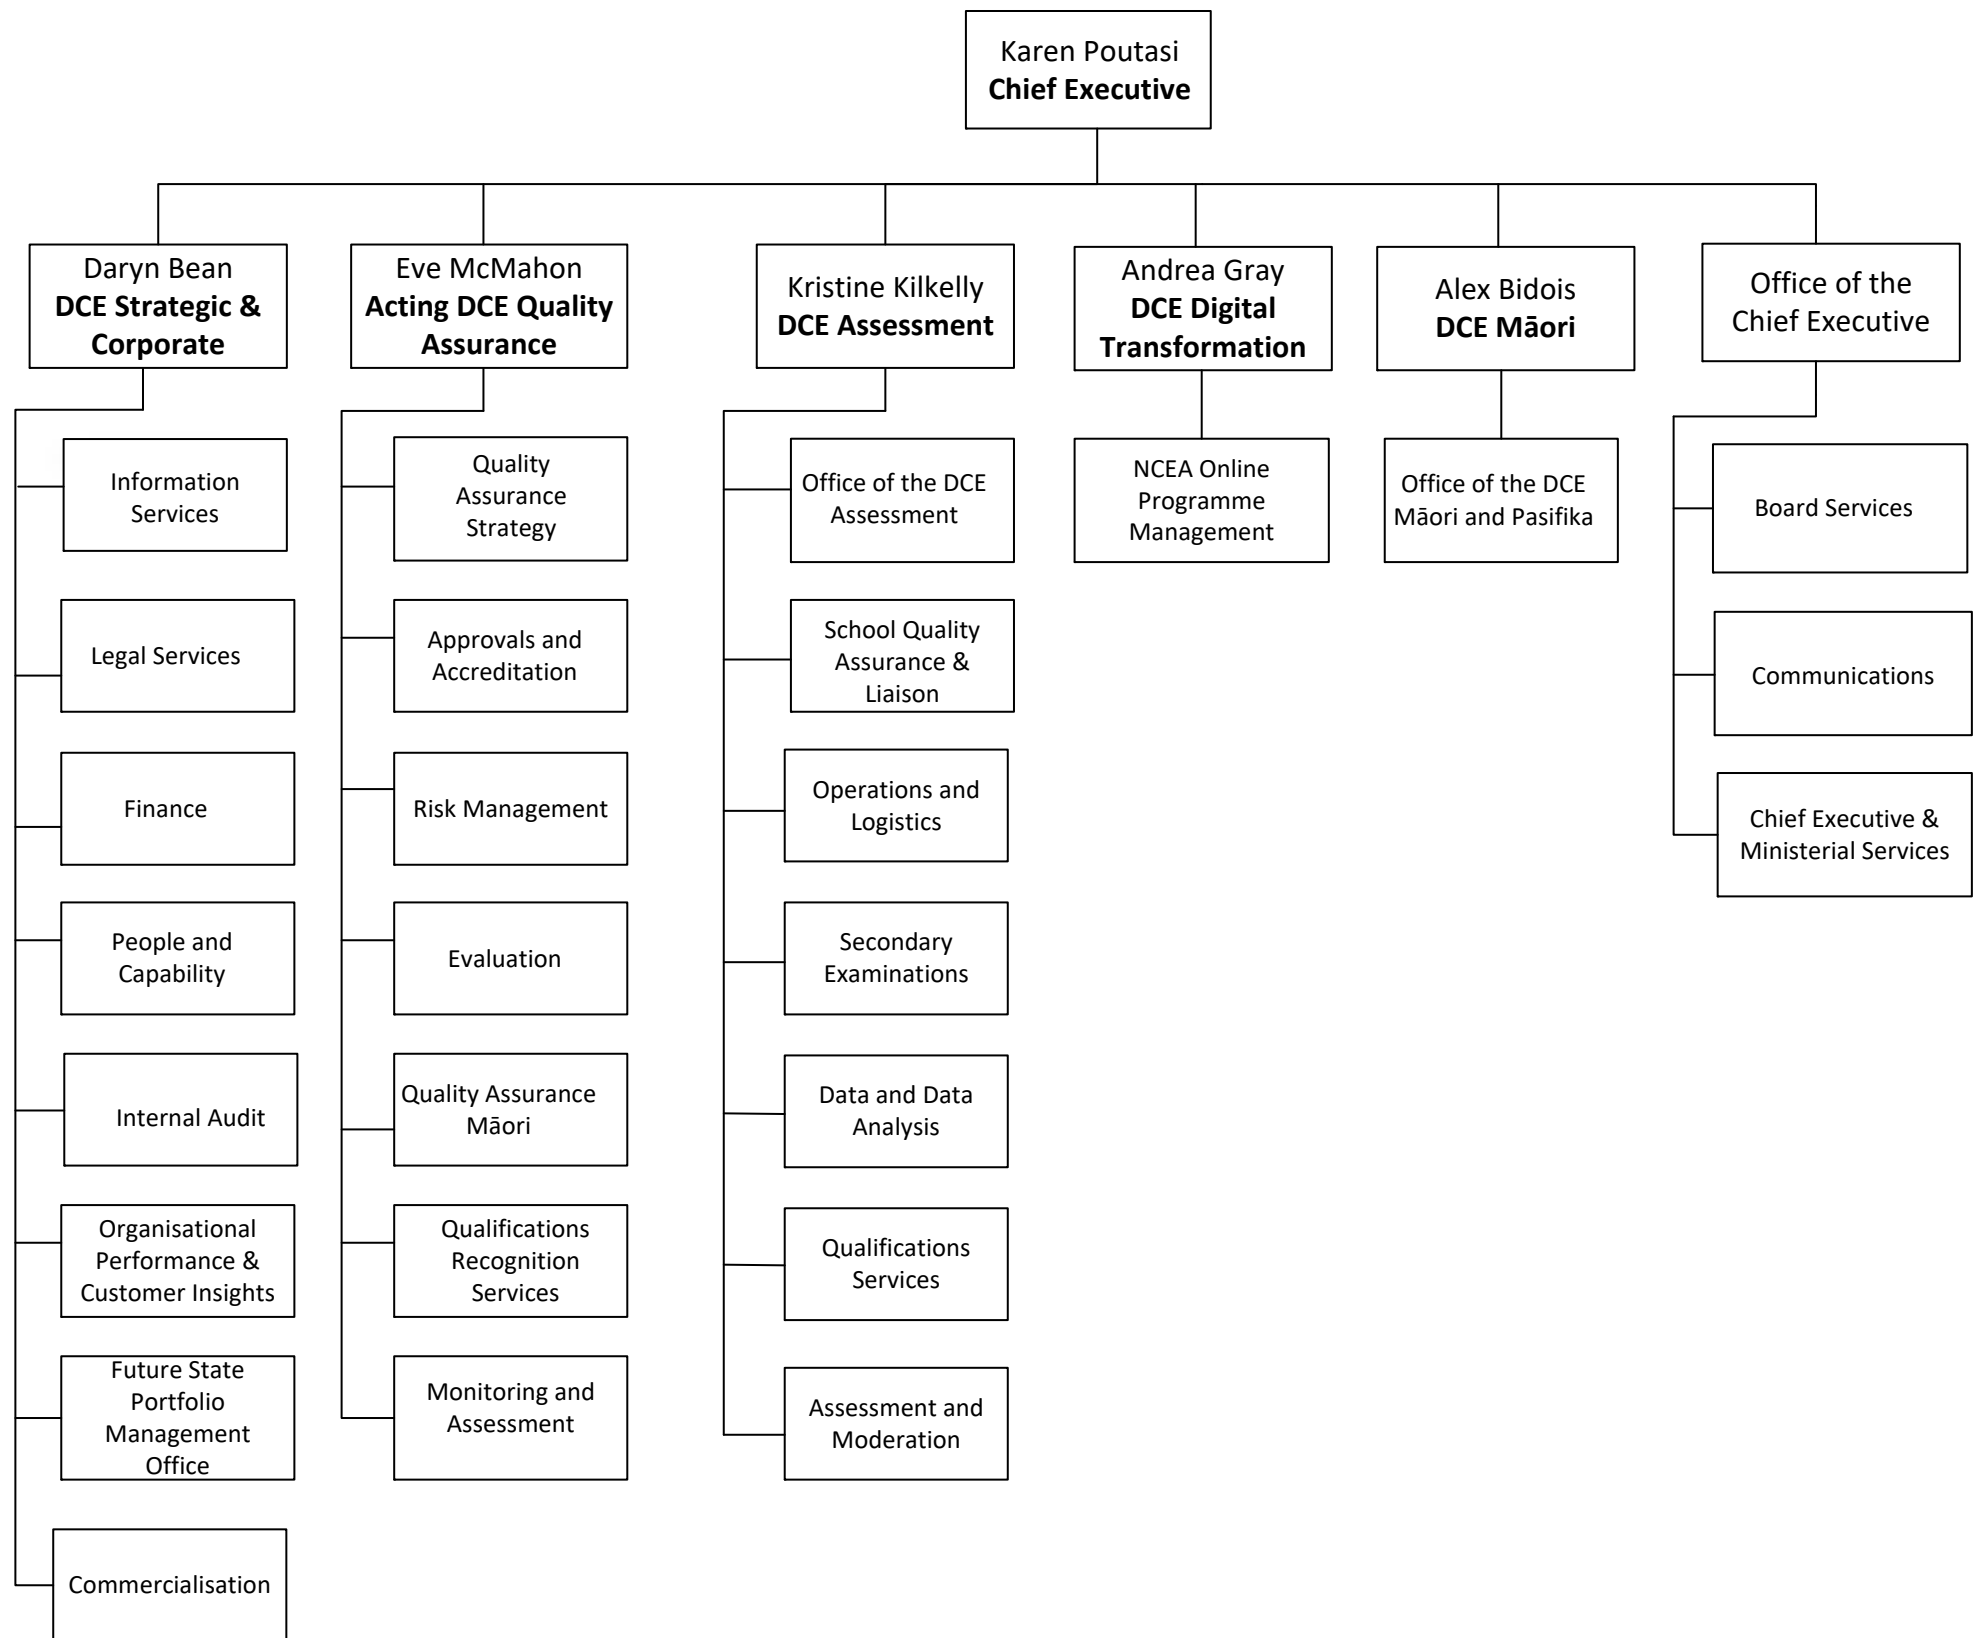 Karen Poutasi
Chief Executive
Daryn Bean
DCE Strategic &
Corporate
Eve McMahon
Acting DCE Quality
Assurance
Kristine Kilkelly
DCE Assessment
Andrea Gray
DCE Digital
Transformation
Alex Bidois
DCE Māori
Office of the
Chief Executive
Information
Services
Legal Services
Finance
People and
Capability
Internal Audit
Organisational
Performance &
Customer Insights
Future State
Portfolio
Management
Office
Commercialisation
Quality
Assurance
Strategy
Approvals and
Accreditation
Risk Management
Evaluation
Quality Assurance
Māori
Qualifications
Recognition
Services
Monitoring and
Assessment
Office of the DCE
Assessment
School Quality
Assurance &
Liaison
Operations and
Logistics
Secondary
Examinations
Data and Data
Analysis
Qualifications
Services
Assessment and
Moderation
NCEA Online
Programme
Management
Office of the DCE
Māori and Pasifika
Board Services
Communications
Chief Executive &
Ministerial Services